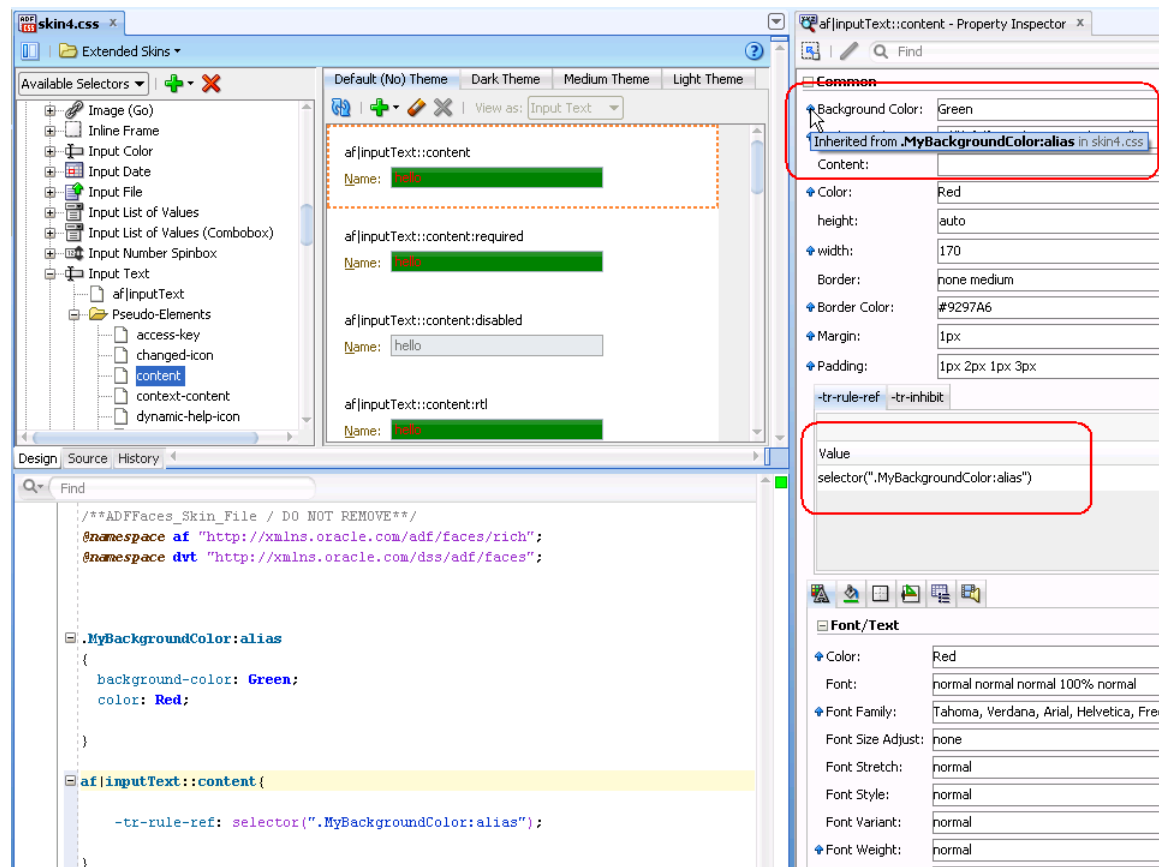 skin4.css x
Extended Skins
Available Selectors
Image (Go)
Inline Frame
Input Color
Input Date
Input File
Input List of Values
Input List of Values (Combobox)
Input Number Spinbox
Input Text
af|inputText
Pseudo-Elements
access-key
changed-icon
content
context-content
dynamic-help-icon
Default (No) Theme Dark Theme Medium Theme Light Theme
View as: Input Text
af|inputText::content
Name: hello
af|inputText::content:required
Name: hello
af|inputText::content:disabled
Name: hello
af|inputText::content:rtl
Name: hello
Design Source History
Find
/**ADFFaces_Skin_File / DO NOT REMOVE**/
@namespace af "http://xmlns.oracle.com/adf/faces/rich";
@namespace dvt "http://xmlns.oracle.com/dss/adf/faces";
.MyBackgroundColor:alias
{
background-color: Green;
color: Red;
}
af|inputText::content{
-tr-rule-ref: selector(".MyBackgroundColor:alias");
}
af|inputText::content - Property Inspector x
Find
Common
Background Color: Green
Inherited from .MyBackgroundColor:alias in skin4.css
Content:
Color: Red
height: auto
width: 170
Border: none medium
Border Color: #9297A6
Margin: 1px
Padding: 1px 2px 1px 3px
-tr-rule-ref -tr-inhibit
Value
selector(".MyBackgroundColor:alias")
Font/Text
Color: Red
Font: normal normal normal 100% normal
Font Family: Tahoma, Verdana, Arial, Helvetica, Fre
Font Size Adjust: none
Font Stretch: normal
Font Style: normal
Font Variant: normal
Font Weight: normal